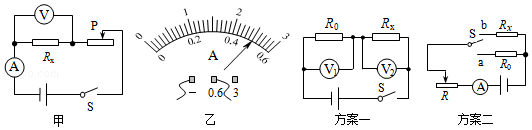 V
P
Rₓ
A
S
甲
0 1 2 3
0 0.2 0.4 0.6
A
− 0.6 3
乙
R₀ Rₓ
V₁ V₂
S
方案一
b Rₓ
S
a R₀
R A
方案二